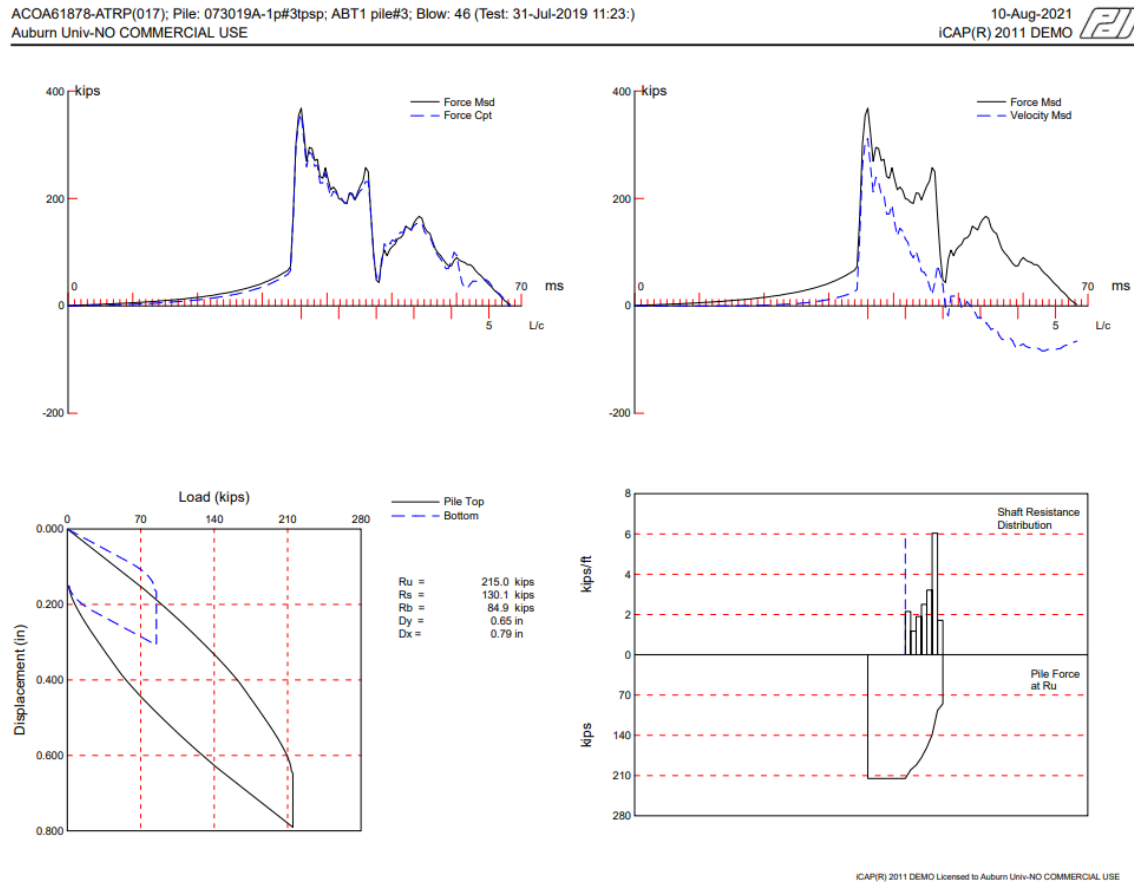 ACOA61878-ATRP(017); Pile: 073019A-1p#3tpsp; ABT1 pile#3; Blow: 46 (Test: 31-Jul-2019 11:23:)
Auburn Univ-NO COMMERCIAL USE
10-Aug-2021
iCAP(R) 2011 DEMO
400
kips
200
0
-200
0
70
ms
5
L/c
Force Msd
Force Cpt
400
kips
200
0
-200
0
70
ms
5
L/c
Force Msd
Velocity Msd
Load (kips)
0 70 140 210 280
0.000
0.200
0.400
0.600
0.800
Displacement (in)
Pile Top
Bottom
Ru = 215.0 kips
Rs = 130.1 kips
Rb = 84.9 kips
Dy = 0.65 in
Dx = 0.79 in
8
6
4
2
0
kips/ft
Shaft Resistance
Distribution
70
140
210
280
kips
Pile Force
at Ru
iCAP(R) 2011 DEMO Licensed to Auburn Univ-NO COMMERCIAL USE